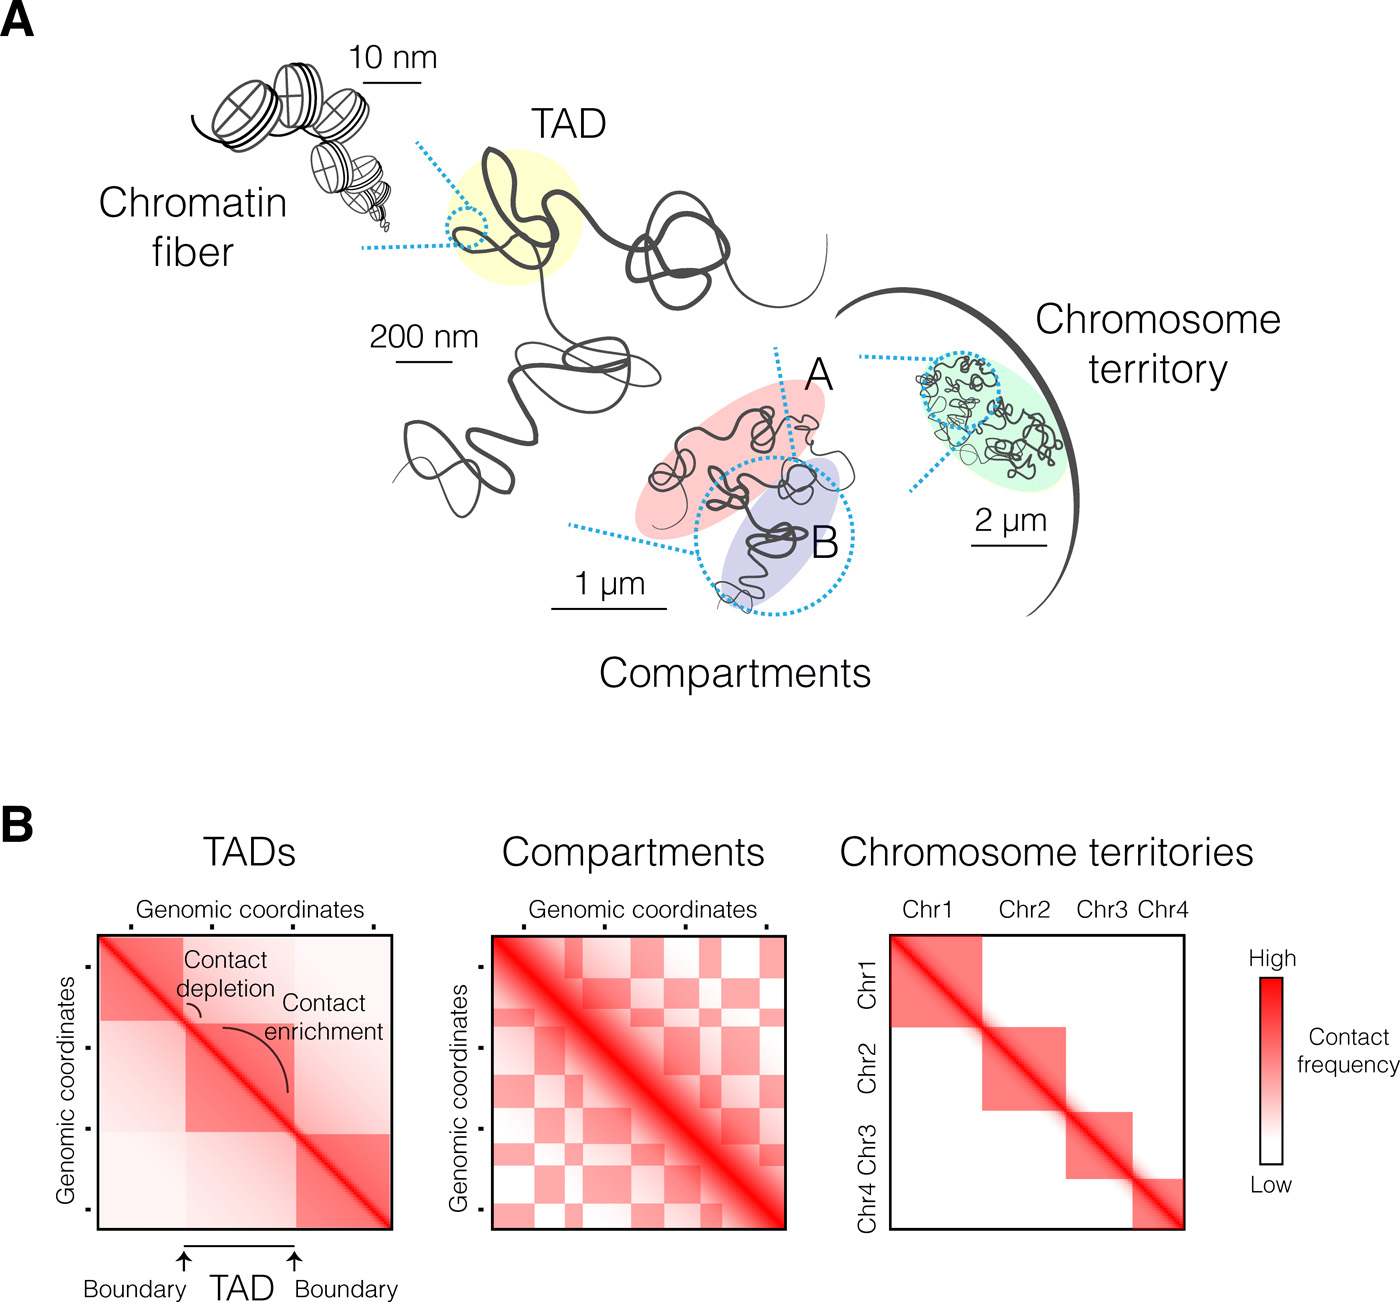 A
10 nm
TAD
Chromatin
fiber
200 nm
Chromosome
territory
A
2 µm
B
1 µm
Compartments
B
TADs
Compartments
Chromosome territories
Genomic coordinates
Genomic coordinates
Chr1
Chr2
Chr3
Chr4
Genomic coordinates
Contact
depletion
Contact
enrichment
Genomic coordinates
Chr1
Chr2
Chr3
Chr4
High
Contact
frequency
Low
Boundary
TAD
Boundary